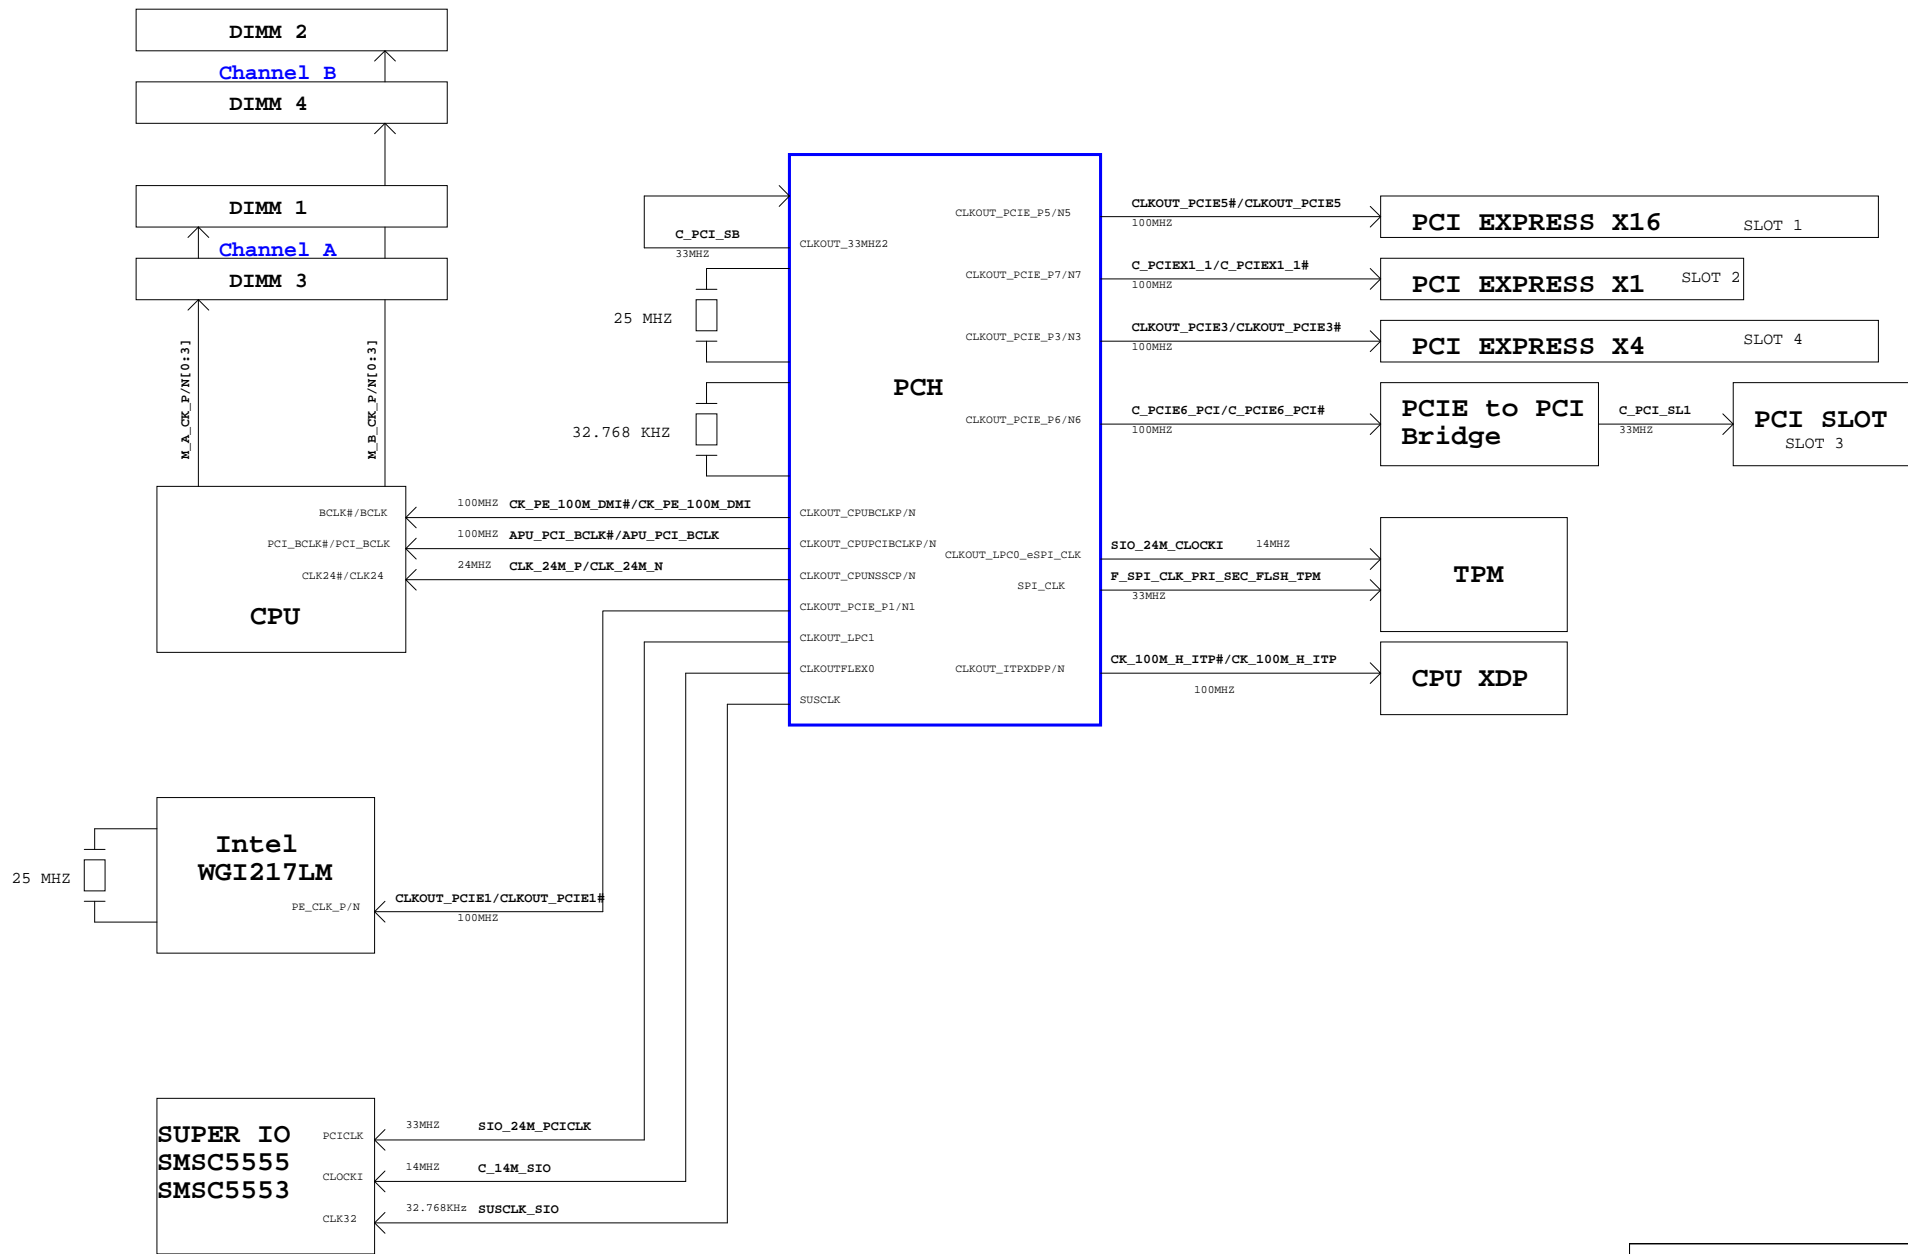 DIMM 2
Channel B
DIMM 4
DIMM 1
Channel A
DIMM 3
M_A_CK_P/N[0:3]
M_B_CK_P/N[0:3]
BCLK#/BCLK
PCI_BCLK#/PCI_BCLK
CLK24#/CLK24
CPU
100MHZ CK_PE_100M_DMI#/CK_PE_100M_DMI
100MHZ APU_PCI_BCLK#/APU_PCI_BCLK
24MHZ CLK_24M_P/CLK_24M_N
C_PCI_SB
33MHZ
25 MHZ
32.768 KHZ
PCH
CLKOUT_33MHZ2
CLKOUT_CPUBCLKP/N
CLKOUT_CPUPCIBCLKP/N
CLKOUT_CPUNSSCP/N
CLKOUT_PCIE_P1/N1
CLKOUT_LPC1
CLKOUTFLEX0
SUSCLK
CLKOUT_PCIE_P5/N5
CLKOUT_PCIE_P7/N7
CLKOUT_PCIE_P3/N3
CLKOUT_PCIE_P6/N6
CLKOUT_LPC0_eSPI_CLK
SPI_CLK
CLKOUT_ITPXDPP/N
CLKOUT_PCIE5#/CLKOUT_PCIE5
100MHZ
PCI EXPRESS X16 SLOT 1
C_PCIEX1_1/C_PCIEX1_1#
100MHZ
PCI EXPRESS X1 SLOT 2
CLKOUT_PCIE3/CLKOUT_PCIE3#
100MHZ
PCI EXPRESS X4 SLOT 4
C_PCIE6_PCI/C_PCIE6_PCI#
100MHZ
PCIE to PCI
Bridge
C_PCI_SL1
33MHZ
PCI SLOT
SLOT 3
SIO_24M_CLOCKI 14MHZ
F_SPI_CLK_PRI_SEC_FLSH_TPM
33MHZ
TPM
CK_100M_H_ITP#/CK_100M_H_ITP
100MHZ
CPU XDP
25 MHZ
Intel
WGI217LM
PE_CLK_P/N
CLKOUT_PCIE1/CLKOUT_PCIE1#
100MHZ
SUPER IO
SMSC5555
SMSC5553
PCICLK
CLOCKI
CLK32
33MHZ SIO_24M_PCICLK
14MHZ C_14M_SIO
32.768KHz SUSCLK_SIO